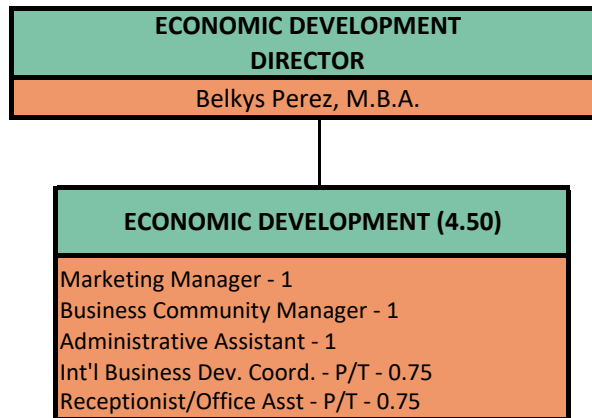 ECONOMIC DEVELOPMENT
DIRECTOR
Belkys Perez, M.B.A.
ECONOMIC DEVELOPMENT (4.50)
Marketing Manager - 1
Business Community Manager - 1
Administrative Assistant - 1
Int'l Business Dev. Coord. - P/T - 0.75
Receptionist/Office Asst - P/T - 0.75